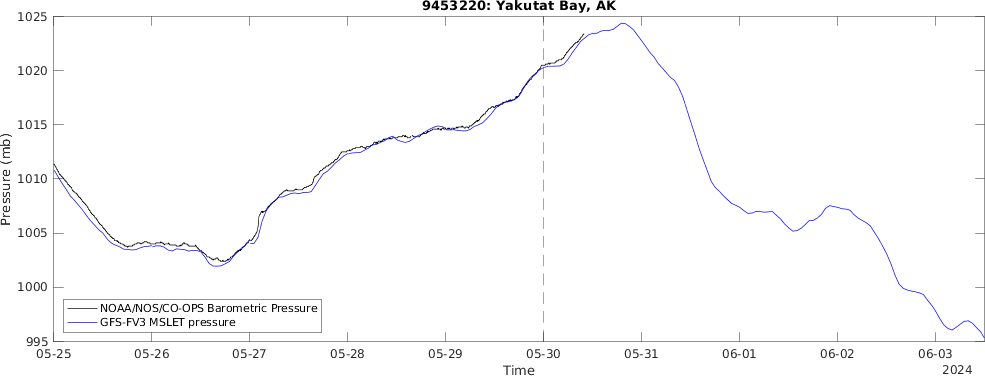 9453220: Yakutat Bay, AK
Pressure (mb)
1025
1020
1015
1010
1005
1000
995
NOAA/NOS/CO-OPS Barometric Pressure
GFS-FV3 MSLET pressure
05-25 05-26 05-27 05-28 05-29 05-30 05-31 06-01 06-02 06-03
Time
2024